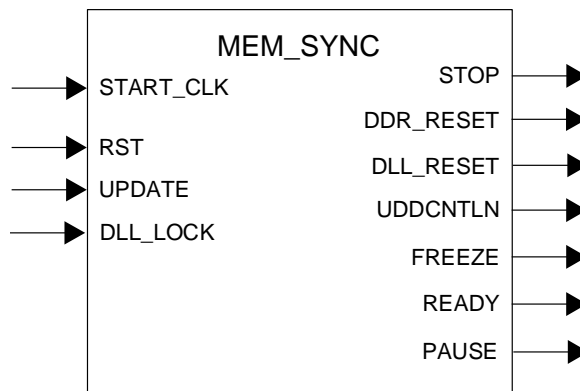 MEM_SYNC
START_CLK
RST
UPDATE
DLL_LOCK
STOP
DDR_RESET
DLL_RESET
UDDCNTLN
FREEZE
READY
PAUSE